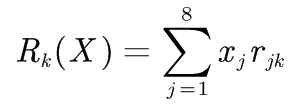 R_k(X) = \sum_{j=1}^{8} x_j r_{jk}